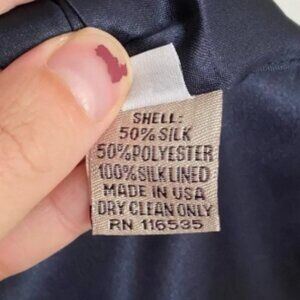 SHELL:
50% SILK
50% POLYESTER
100% SILK LINED
MADE IN USA
DRY CLEAN ONLY
RN 116535